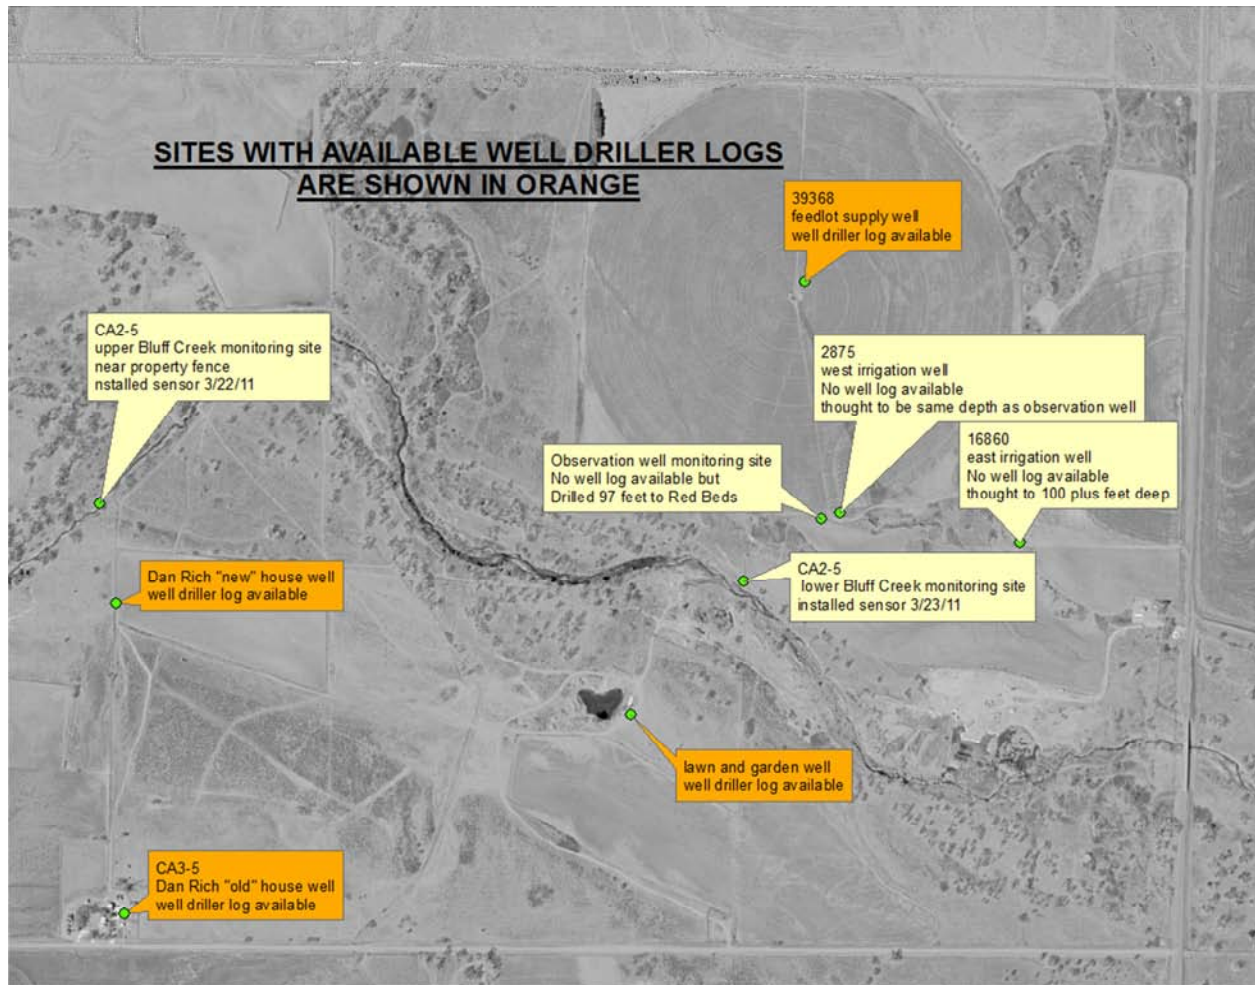 SITES WITH AVAILABLE WELL DRILLER LOGS
ARE SHOWN IN ORANGE
39368
feedlot supply well
well driller log available
CA2-5
upper Bluff Creek monitoring site
near property fence
nstalled sensor 3/22/11
2875
west irrigation well
No well log available
thought to be same depth as observation well
16860
east irrigation well
No well log available
thought to 100 plus feet deep
Observation well monitoring site
No well log available but
Drilled 97 feet to Red Beds
CA2-5
lower Bluff Creek monitoring site
installed sensor 3/23/11
Dan Rich "new" house well
well driller log available
lawn and garden well
well driller log available
CA3-5
Dan Rich "old" house well
well driller log available